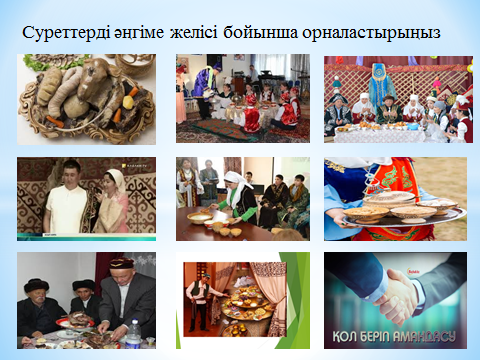 Суреттерді әңгіме желісі бойынша орналастырыңыз
ҚОЛ БЕРІП АМАНДАСУ